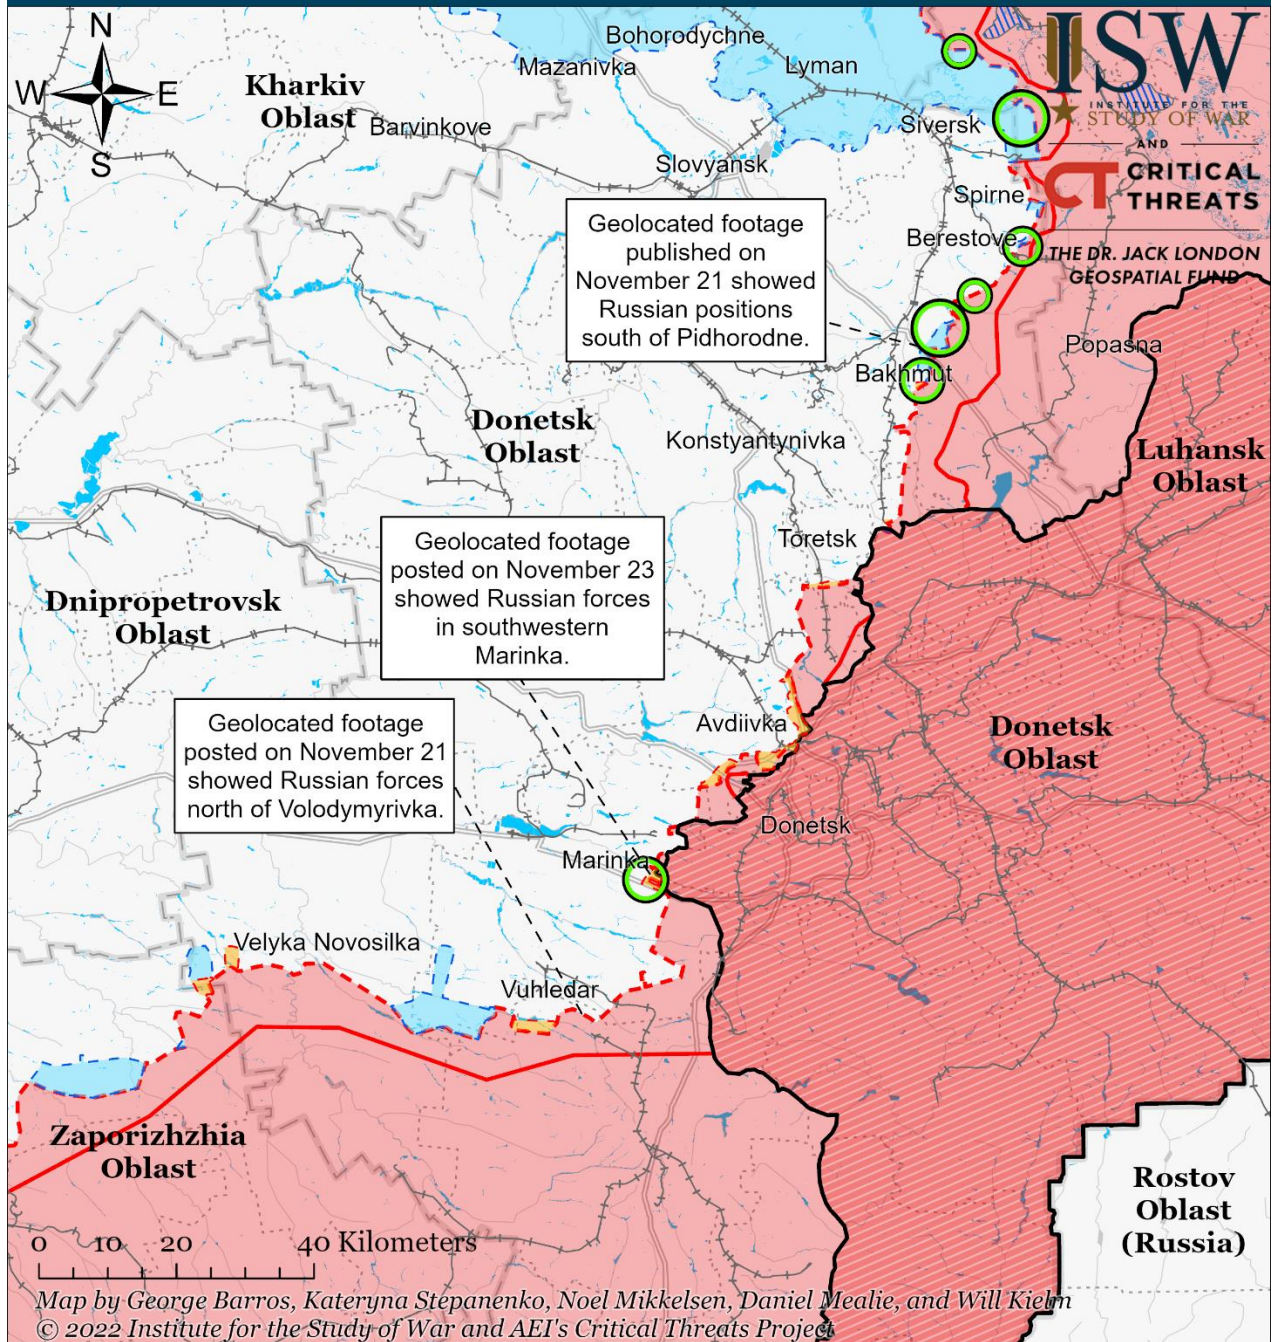 N
W
E
S
Kharkiv
Oblast
Bohorodychne
Mazanivka
Lyman
Barvinkove
Slovyansk
Siversk
Spirne
Berestove
ISW
INSTITUTE FOR THE
STUDY OF WAR
AND
CT CRITICAL
THREATS
THE DR. JACK LONDON
GEOSPATIAL FUND
Geolocated footage
published on
November 21 showed
Russian positions
south of Pidhorodne.
Popasna
Bakhmut
Donetsk
Oblast
Konstyantynivka
Luhansk
Oblast
Toretsk
Geolocated footage
posted on November 23
showed Russian forces
in southwestern
Marinka.
Dnipropetrovsk
Oblast
Geolocated footage
posted on November 21
showed Russian forces
north of Volodymyrivka.
Avdiivka
Donetsk
Oblast
Donetsk
Marinka
Velyka Novosilka
Vuhledar
Zaporizhzhia
Oblast
Rostov
Oblast
(Russia)
0 10 20 40 Kilometers
Map by George Barros, Kateryna Stepanenko, Noel Mikkelsen, Daniel Mealie, and Will Kielm
© 2022 Institute for the Study of War and AEI's Critical Threats Project